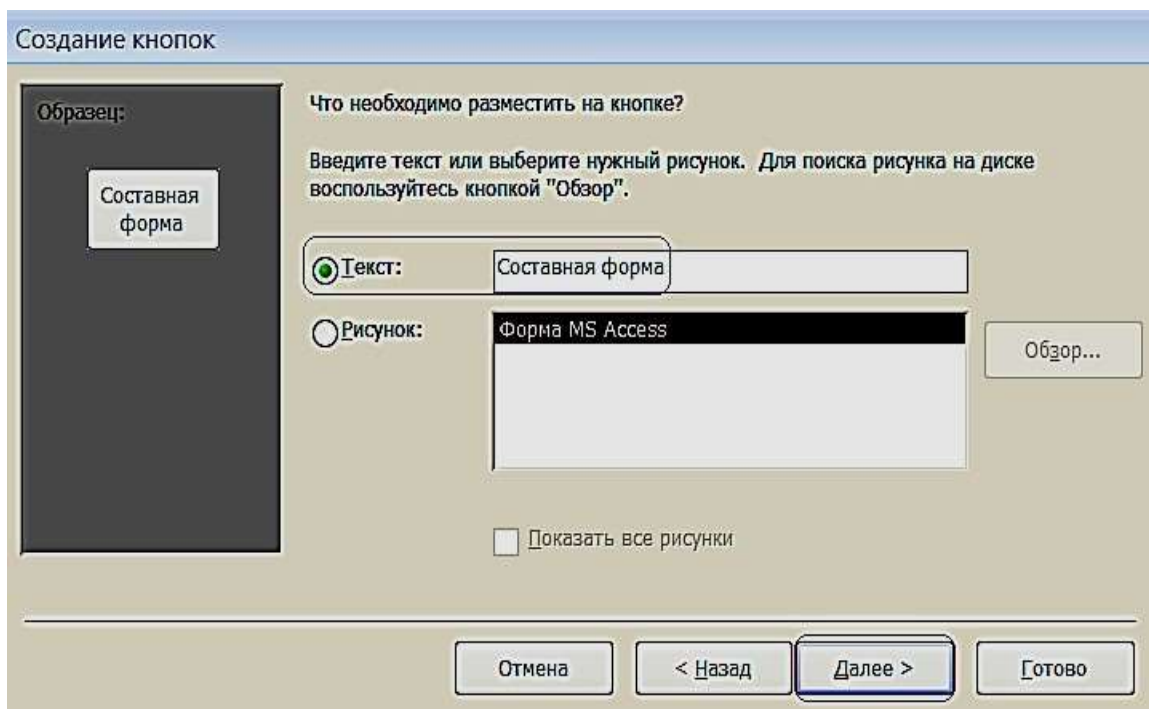 Создание кнопок
Образец:
Составная
форма
Что необходимо разместить на кнопке?
Введите текст или выберите нужный рисунок. Для поиска рисунка на диске
воспользуйтесь кнопкой "Обзор".
Текст:
Составная форма
Рисунок:
Форма MS Access
Обзор...
Показать все рисунки
Отмена
< Назад
Далее >
Готово